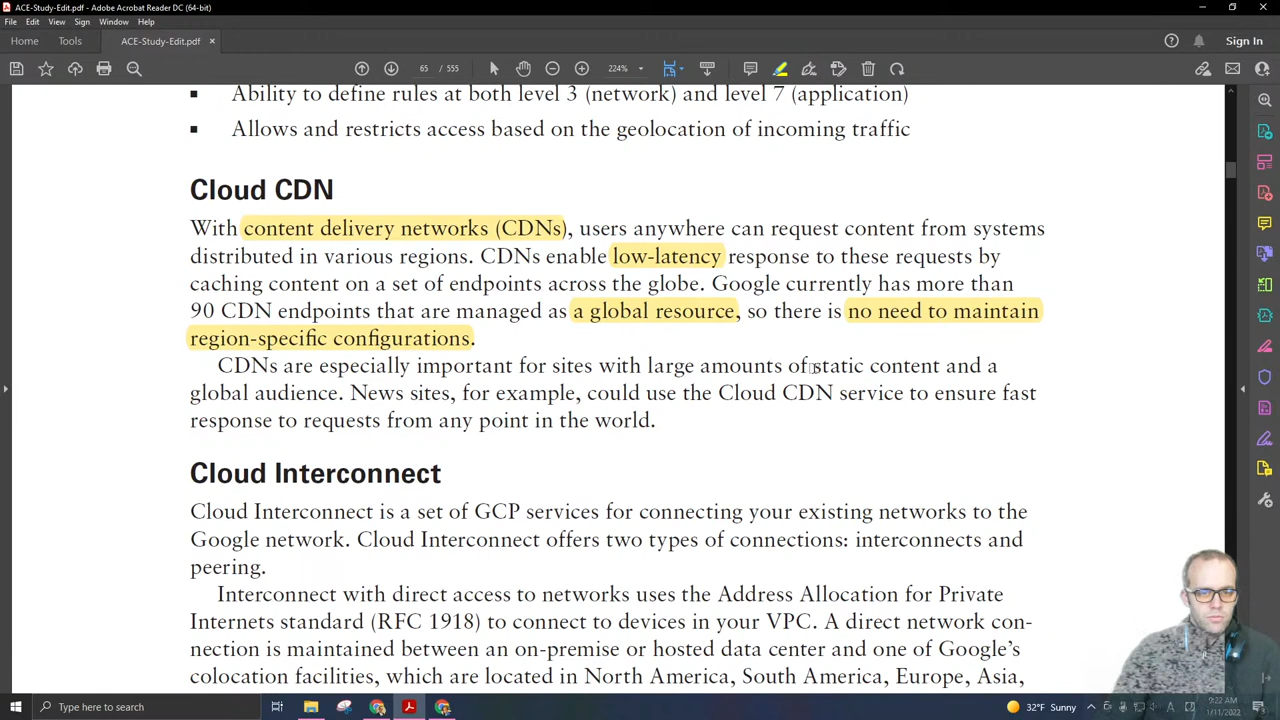 ACE-Study-Edit.pdf - Adobe Acrobat Reader DC (64-bit)
File Edit View Sign Window Help
Home Tools ACE-Study-Edit.pdf × Sign In
65 / 555 224%
▪ Ability to define rules at both level 3 (network) and level 7 (application)
▪ Allows and restricts access based on the geolocation of incoming traffic
Cloud CDN
With content delivery networks (CDNs), users anywhere can request content from systems
distributed in various regions. CDNs enable low-latency response to these requests by
caching content on a set of endpoints across the globe. Google currently has more than
90 CDN endpoints that are managed as a global resource, so there is no need to maintain
region-specific configurations.
CDNs are especially important for sites with large amounts of static content and a
global audience. News sites, for example, could use the Cloud CDN service to ensure fast
response to requests from any point in the world.
Cloud Interconnect
Cloud Interconnect is a set of GCP services for connecting your existing networks to the
Google network. Cloud Interconnect offers two types of connections: interconnects and
peering.
Interconnect with direct access to networks uses the Address Allocation for Private
Internets standard (RFC 1918) to connect to devices in your VPC. A direct network con-
nection is maintained between an on-premise or hosted data center and one of Google's
colocation facilities, which are located in North America, South America, Europe, Asia,
Type here to search
32°F Sunny
1/11/2022